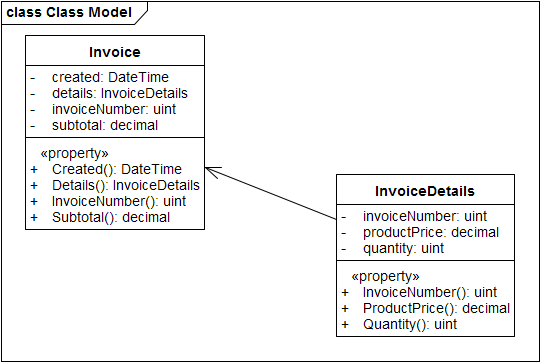 class Class Model
Invoice
- created: DateTime
- details: InvoiceDetails
- invoiceNumber: uint
- subtotal: decimal
«property»
+ Created(): DateTime
+ Details(): InvoiceDetails
+ InvoiceNumber(): uint
+ Subtotal(): decimal
InvoiceDetails
- invoiceNumber: uint
- productPrice: decimal
- quantity: uint
«property»
+ InvoiceNumber(): uint
+ ProductPrice(): decimal
+ Quantity(): uint